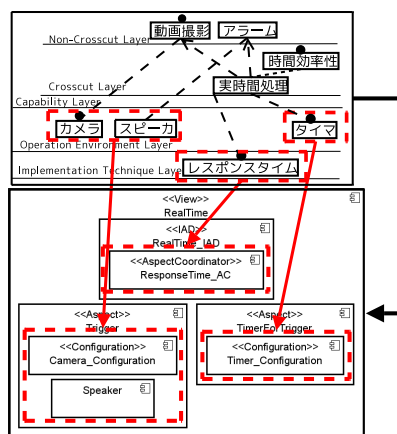 動画撮影 アラーム
Non-Crosscut Layer
時間効率性
Crosscut Layer
実時間処理
Capability Layer
カメラ スピーカ タイマ
Operation Environment Layer
レスポンスタイム
Implementation Technique Laye
<<View>>
RealTime
<<IAD>>
RealTime_IAD
<<AspectCoordinator>>
ResponseTime_AC
<<Aspect>>
Trigger
<<Configuration>>
Camera_Configuration
Speaker
<<Aspect>>
TimerForTrigger
<<Configuration>>
Timer_Configuration